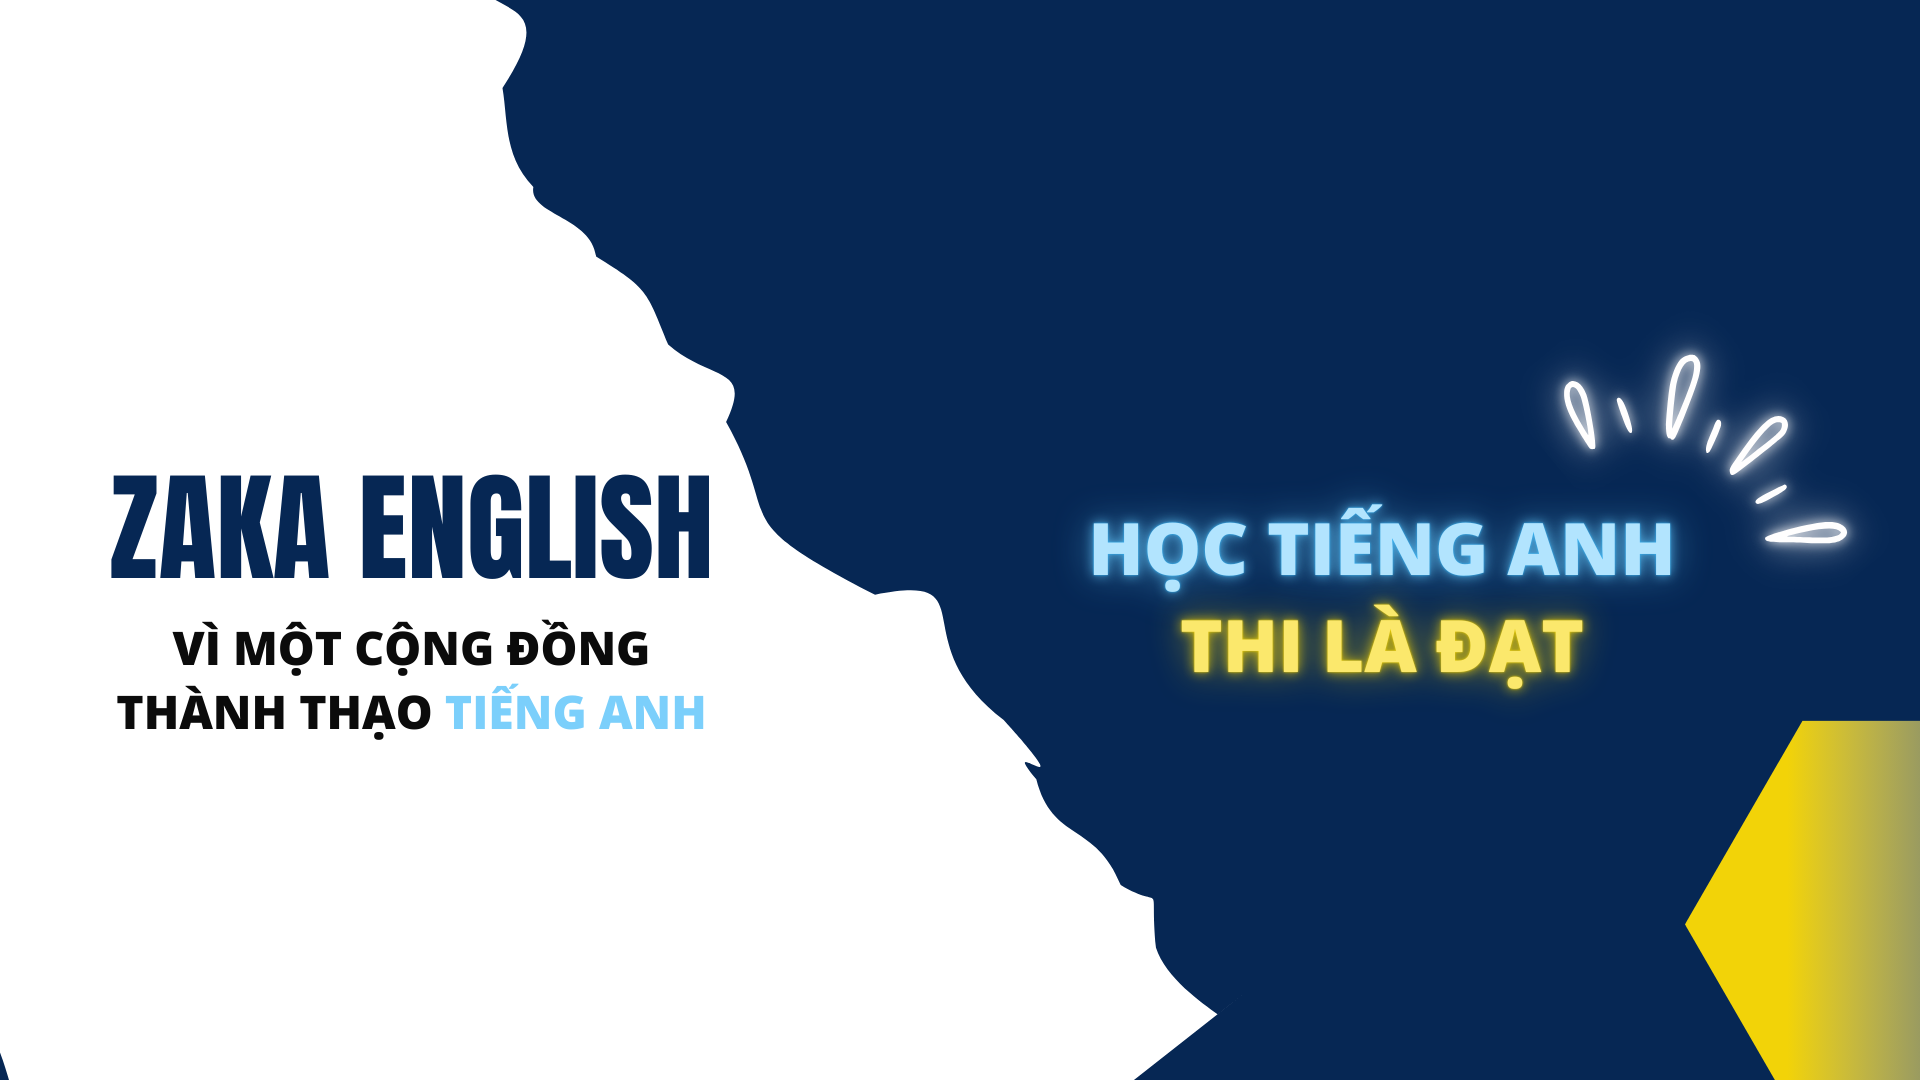 ZAKA ENGLISH
VÌ MỘT CỘNG ĐỒNG
THÀNH THẠO TIẾNG ANH
HỌC TIẾNG ANH
THI LÀ ĐẠT